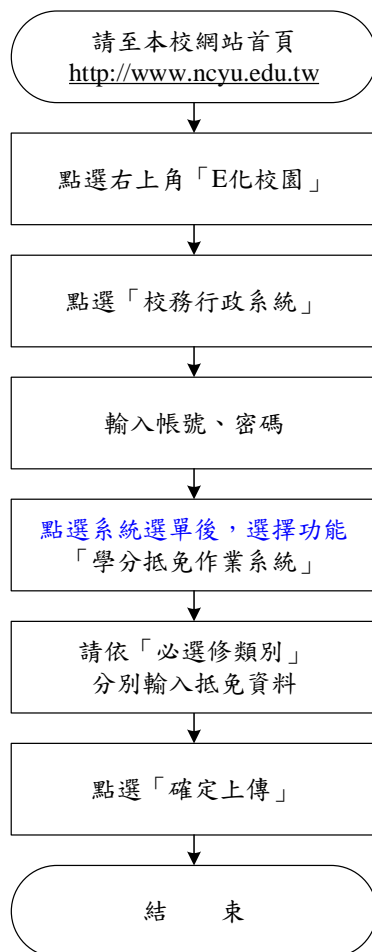 請至本校網站首頁
http://www.ncyu.edu.tw
點選右上角「E化校園」
點選「校務行政系統」
輸入帳號、密碼
點選系統選單後，選擇功能
「學分抵免作業系統」
請依「必選修類別」
分別輸入抵免資料
點選「確定上傳」
結　　束